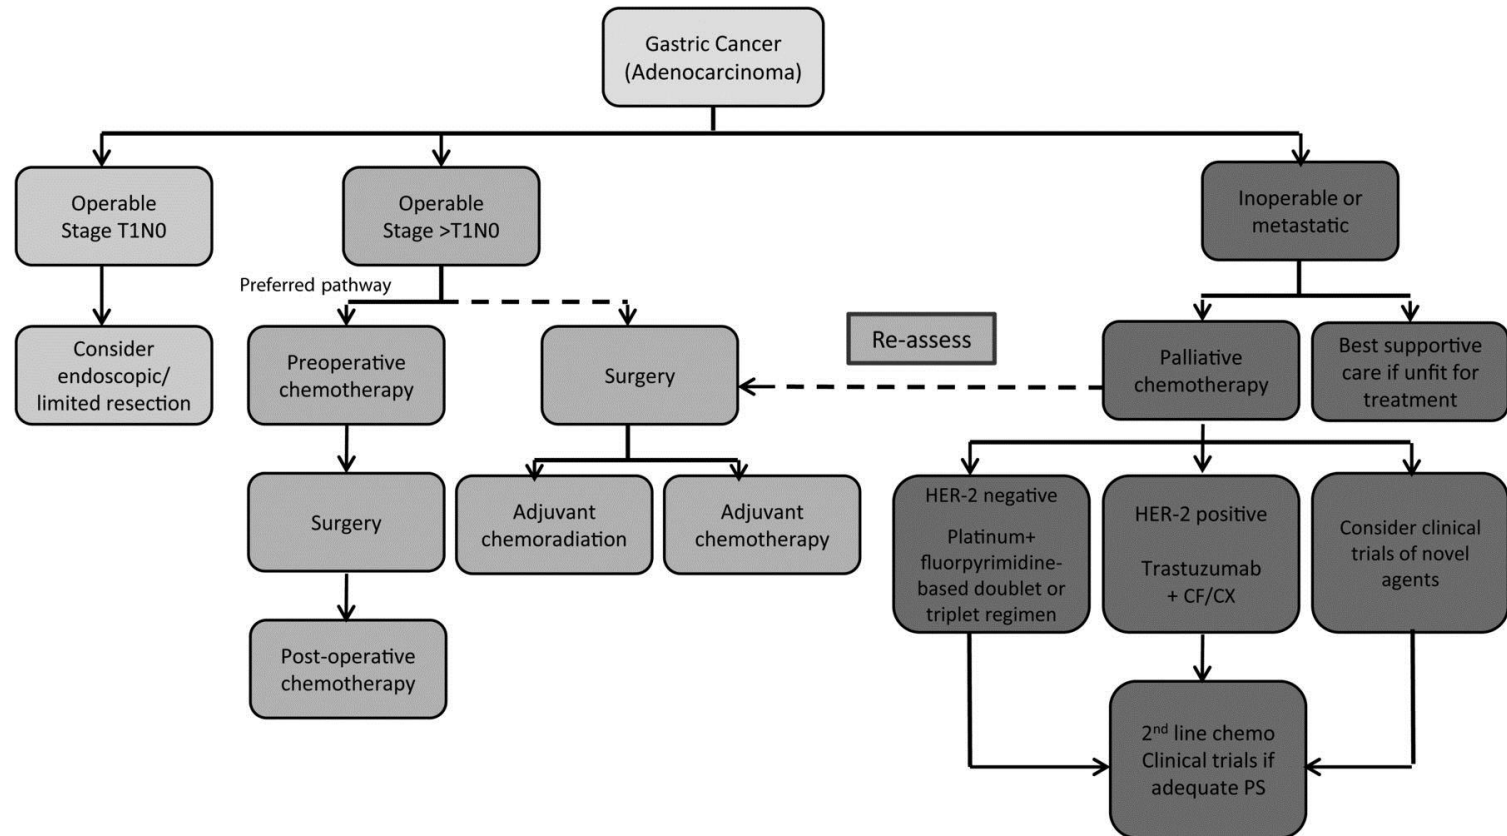 Gastric Cancer
(Adenocarcinoma)
Operable
Stage T1N0
Operable
Stage >T1N0
Inoperable or
metastatic
Preferred pathway
Consider
endoscopic/
limited resection
Preoperative
chemotherapy
Surgery
Re-assess
Palliative
chemotherapy
Best supportive
care if unfit for
treatment
Surgery
Adjuvant
chemoradiation
Adjuvant
chemotherapy
HER-2 negative
Platinum+
fluorpyrimidine-
based doublet or
triplet regimen
HER-2 positive
Trastuzumab
+ CF/CX
Consider clinical
trials of novel
agents
Post-operative
chemotherapy
2nd line chemo
Clinical trials if
adequate PS